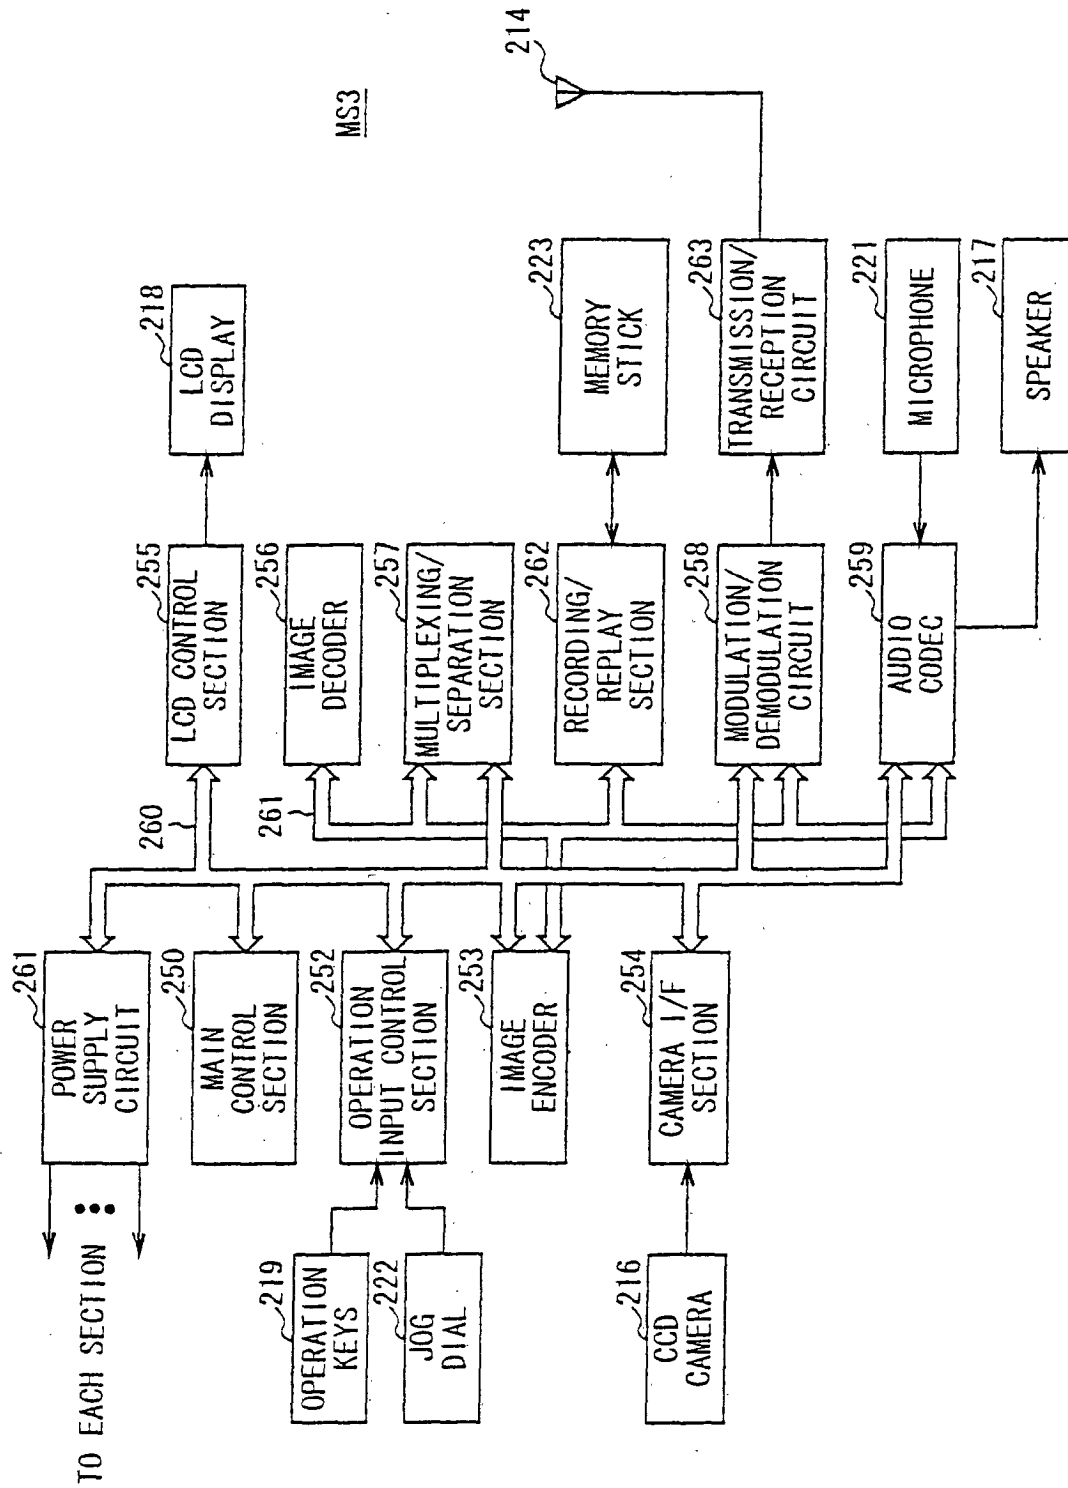 MS3
214
218
LCD
DISPLAY
223
MEMORY
STICK
263
TRANSMISSION/
RECEPTION
CIRCUIT
221
MICROPHONE
217
SPEAKER
255
LCD CONTROL
SECTION
256
IMAGE
DECODER
257
MULTIPLEXING/
SEPARATION
SECTION
262
RECORDING/
REPLAY
SECTION
258
MODULATION/
DEMODULATION
CIRCUIT
259
AUDIO
CODEC
260
261
261
POWER
SUPPLY
CIRCUIT
250
MAIN
CONTROL
SECTION
252
OPERATION
INPUT CONTROL
SECTION
253
IMAGE
ENCODER
254
CAMERA I/F
SECTION
TO EACH SECTION
219
OPERATION
KEYS
222
JOG
DIAL
216
CCD
CAMERA